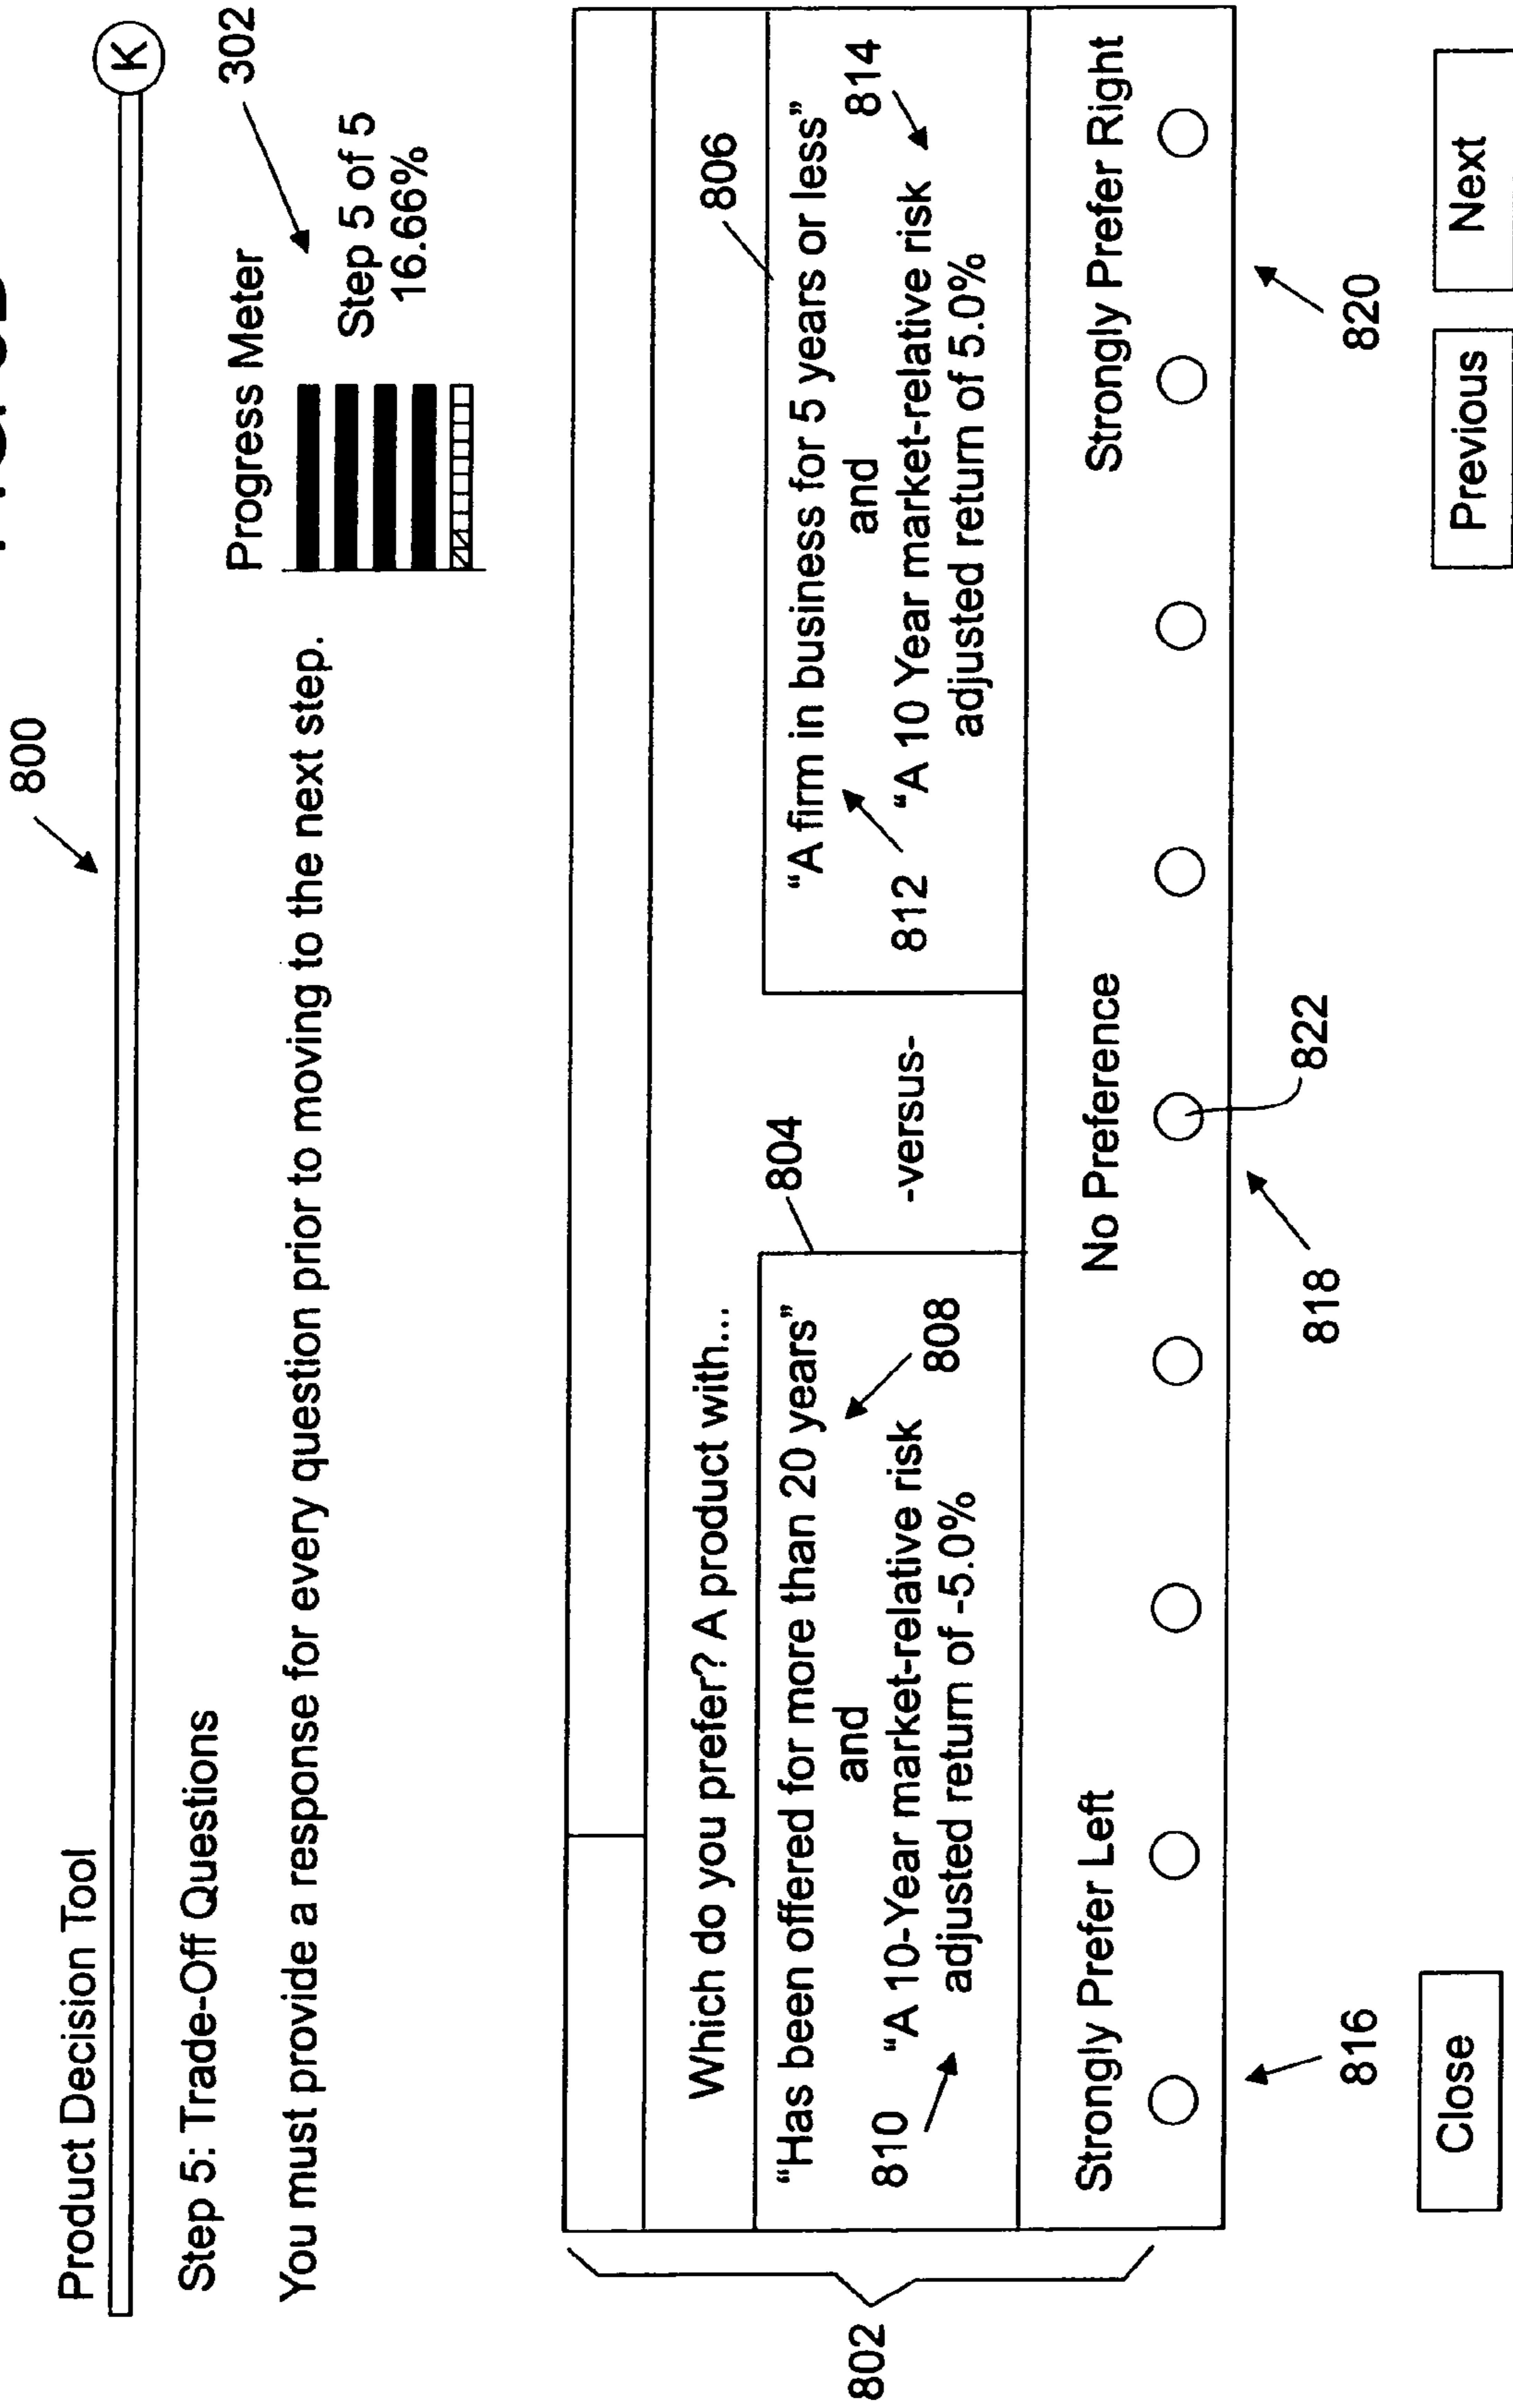 800
Product Decision Tool
K
Step 5: Trade-Off Questions
Progress Meter
302
You must provide a response for every question prior to moving to the next step.
Step 5 of 5
16.66%
802
Which do you prefer? A product with...
804
806
"Has been offered for more than 20 years"
and
810 "A 10-Year market-relative risk
adjusted return of -5.0%
808
-versus-
"A firm in business for 5 years or less"
and
812 "A 10 Year market-relative risk
adjusted return of 5.0%
814
Strongly Prefer Left
No Preference
Strongly Prefer Right
816
818
822
820
Close
Previous
Next